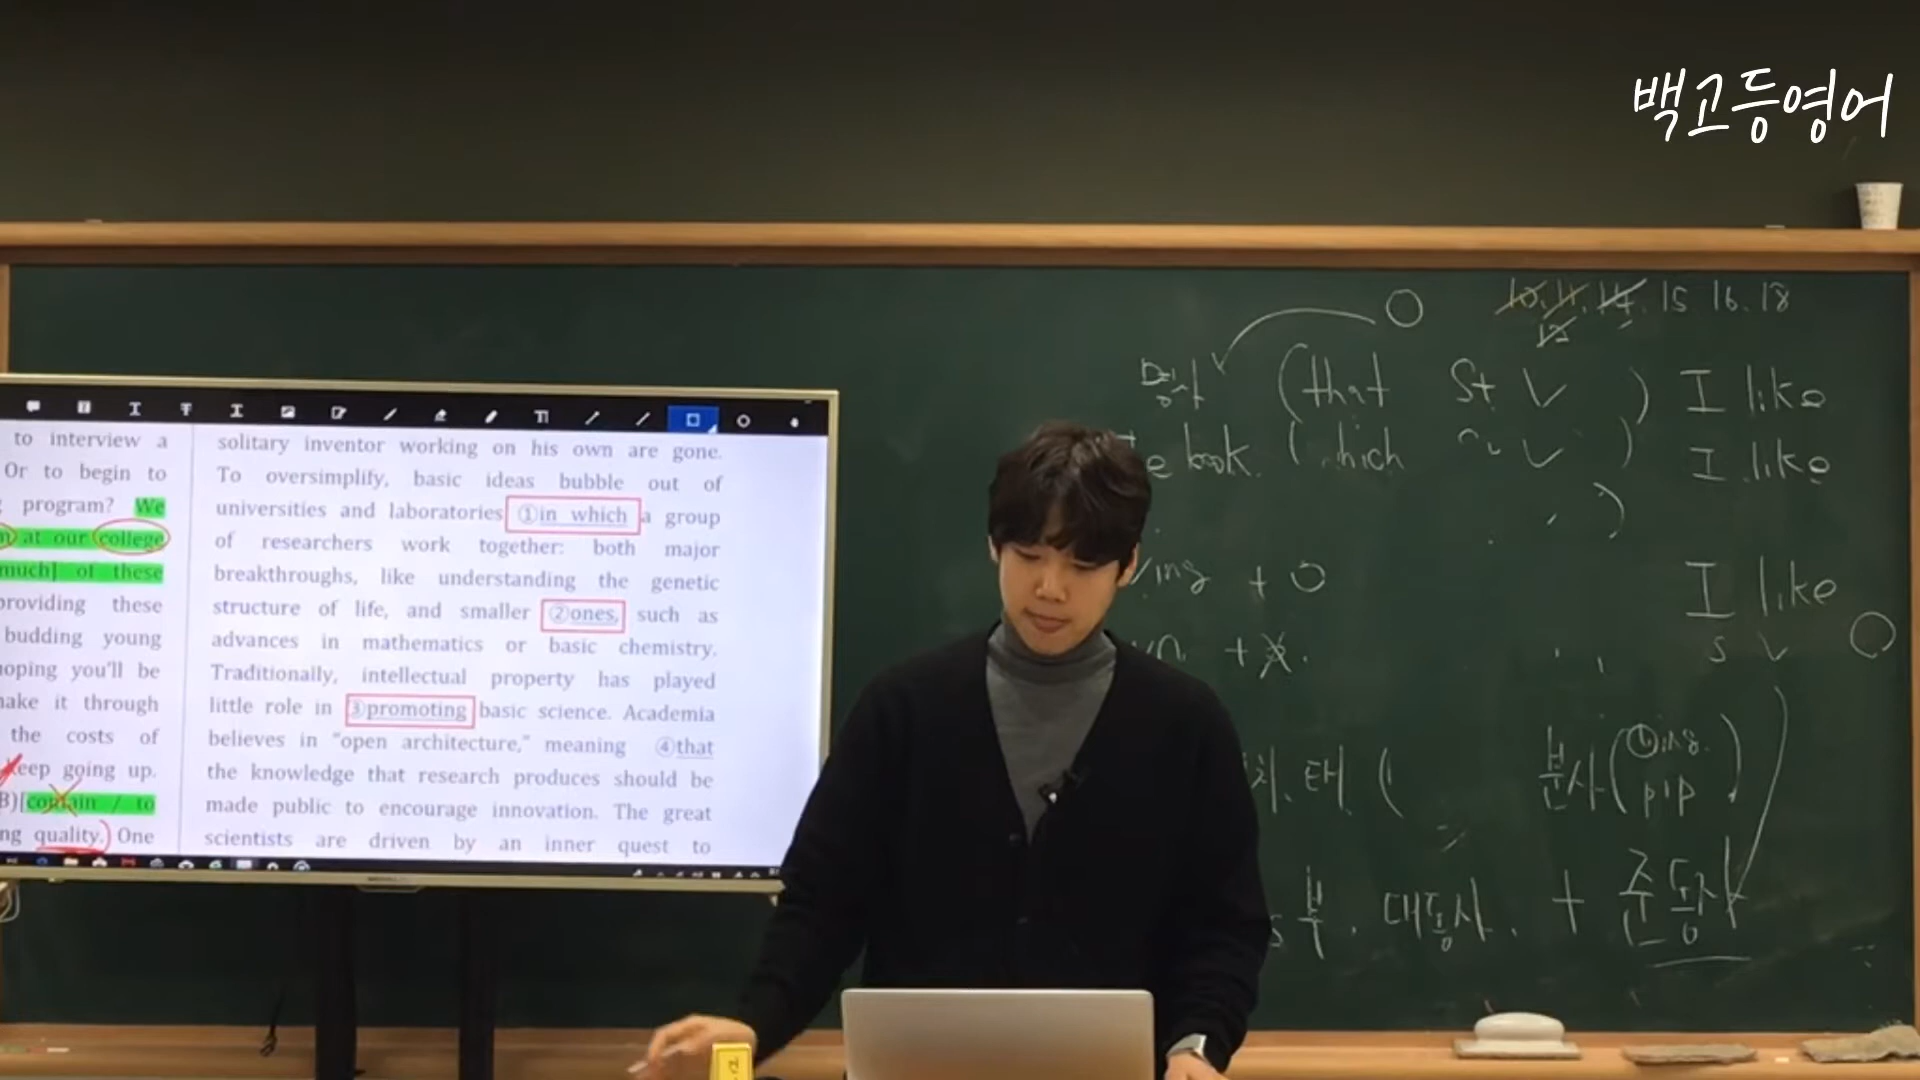 백고등영어
to interview a
Or to begin to
program? We
at our college
much] of these
providing these
budding young
hoping you'll be
make it through
the costs of
keep going up.
B)[contain / to
quality.) One
solitary inventor working on his own are gone.
To oversimplify, basic ideas bubble out of
universities and laboratories ①in which a group
of researchers work together: both major
breakthroughs, like understanding the genetic
structure of life, and smaller ②ones, such as
advances in mathematics or basic chemistry.
Traditionally, intellectual property has played
little role in ③promoting basic science. Academia
believes in "open architecture," meaning ④that
the knowledge that research produces should be
made public to encourage innovation. The great
scientists are driven by an inner quest to
10. 11. 14. 15 16. 18
12
명사 (that St V ) I like
book (which V ) I like
ing + O I like
S V
분사 (ing. p.p)
대동사. + 준동사